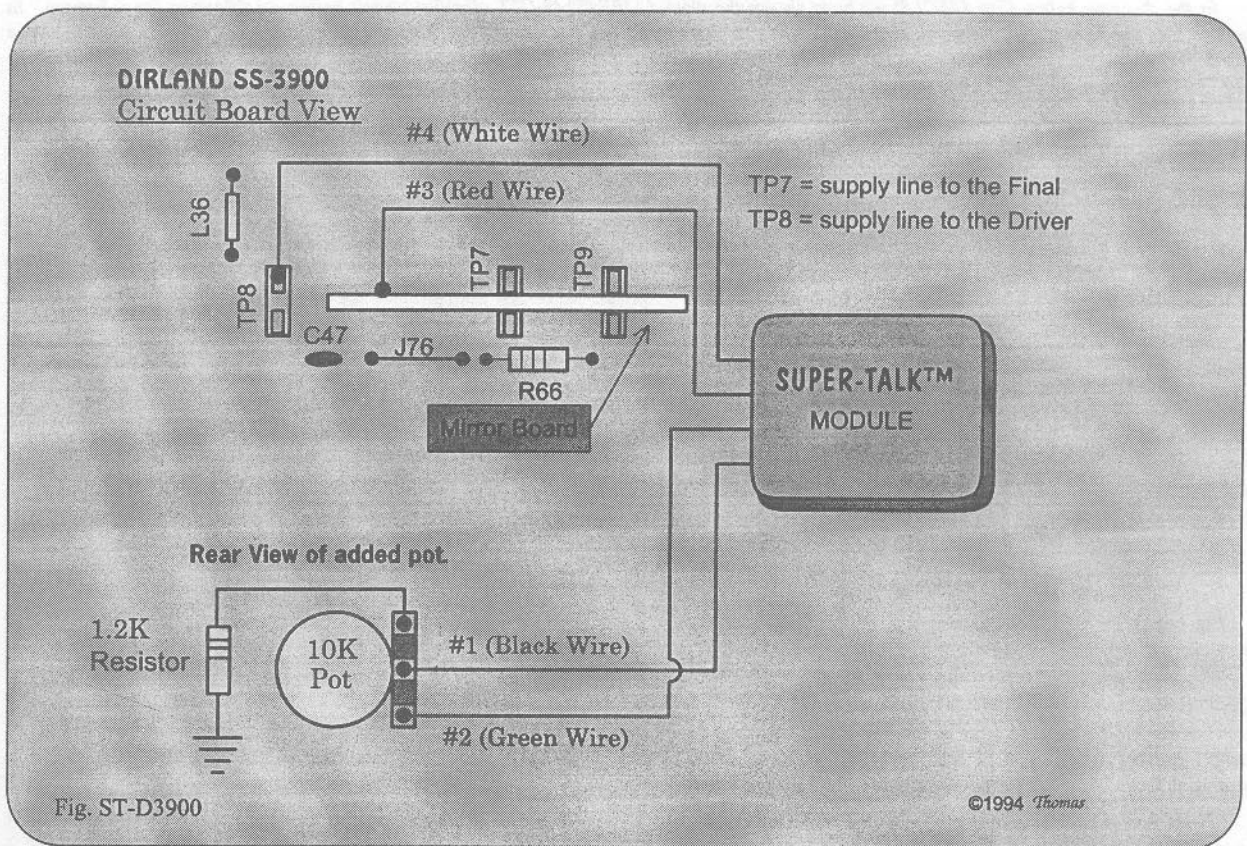 DIRLAND SS-3900
Circuit Board View
#4 (White Wire)
#3 (Red Wire)
TP7 = supply line to the Final
TP8 = supply line to the Driver
L36
TP8
TP7
TP9
C47
J76
R66
Mirror Board
SUPER-TALK™
MODULE
Rear View of added pot.
1.2K
Resistor
10K
Pot
#1 (Black Wire)
#2 (Green Wire)
Fig. ST-D3900
©1994 Thomas